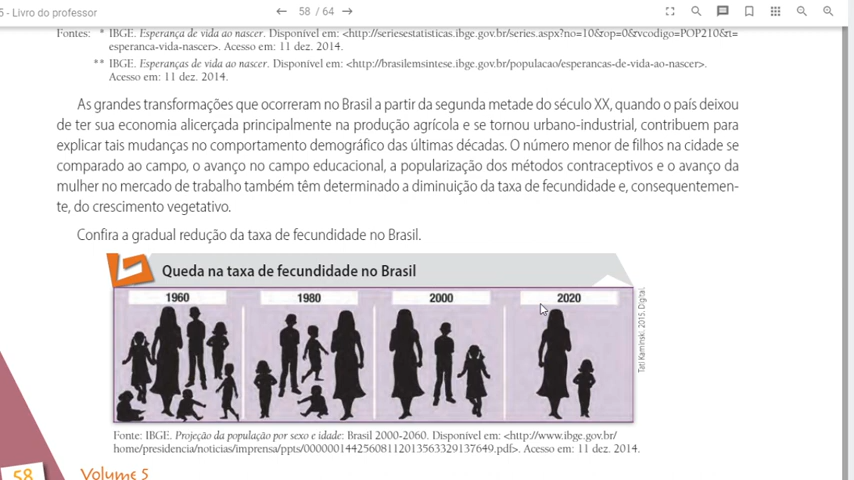 5 - Livro do professor
58 / 64
Fontes: * IBGE. Esperança de vida ao nascer. Disponível em: <http://seriesestatisticas.ibge.gov.br/series.aspx?no=10&op=0&vcodigo=POP210&t=
esperanca-vida-nascer>. Acesso em: 11 dez. 2014.
** IBGE. Esperanças de vida ao nascer. Disponível em: <http://brasilemsintese.ibge.gov.br/populacao/esperancas-de-vida-ao-nascer>.
Acesso em: 11 dez. 2014.
As grandes transformações que ocorreram no Brasil a partir da segunda metade do século XX, quando o país deixou
de ter sua economia alicerçada principalmente na produção agrícola e se tornou urbano-industrial, contribuem para
explicar tais mudanças no comportamento demográfico das últimas décadas. O número menor de filhos na cidade se
comparado ao campo, o avanço no campo educacional, a popularização dos métodos contraceptivos e o avanço da
mulher no mercado de trabalho também têm determinado a diminuição da taxa de fecundidade e, consequentemen-
te, do crescimento vegetativo.
Confira a gradual redução da taxa de fecundidade no Brasil.
Queda na taxa de fecundidade no Brasil
1960 1980 2000 2020
Tati Kaminski. 2015. Digital.
Fonte: IBGE. Projeção da população por sexo e idade: Brasil 2000-2060. Disponível em: <http://www.ibge.gov.br/
home/presidencia/noticias/imprensa/ppts/00000014425608112013563329137649.pdf>. Acesso em: 11 dez. 2014.
58 Volume 5